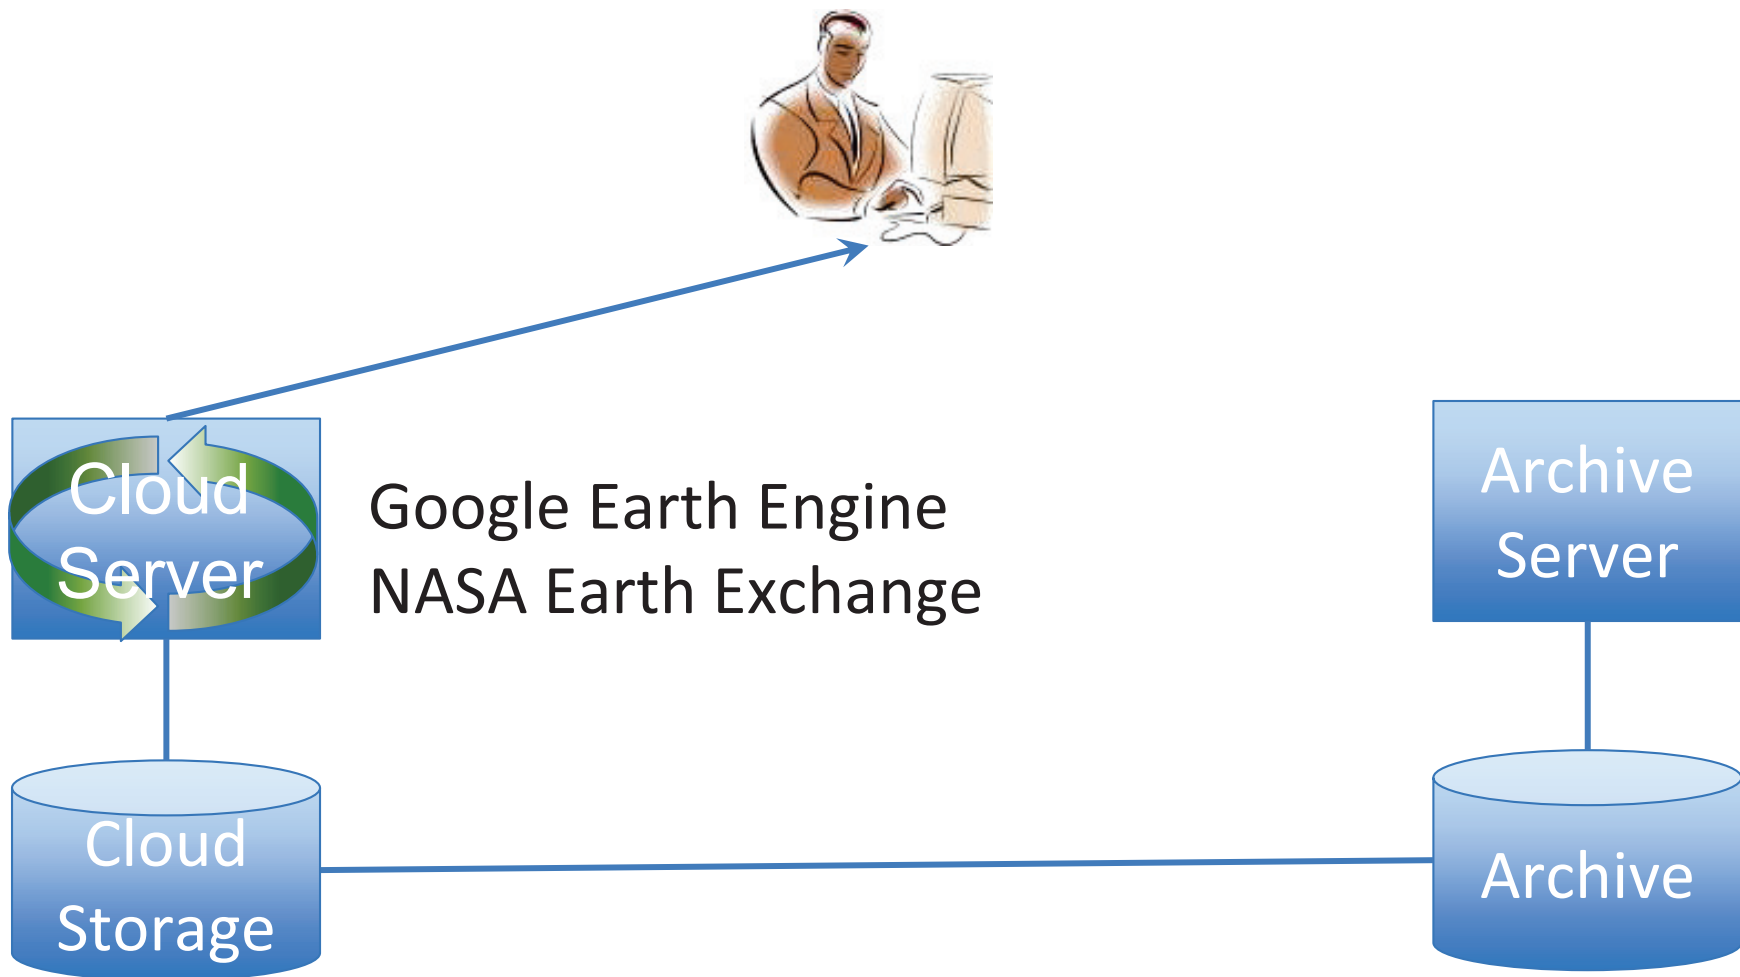 Cloud
Server
Google Earth Engine
NASA Earth Exchange
Archive
Server
Cloud
Storage
Archive